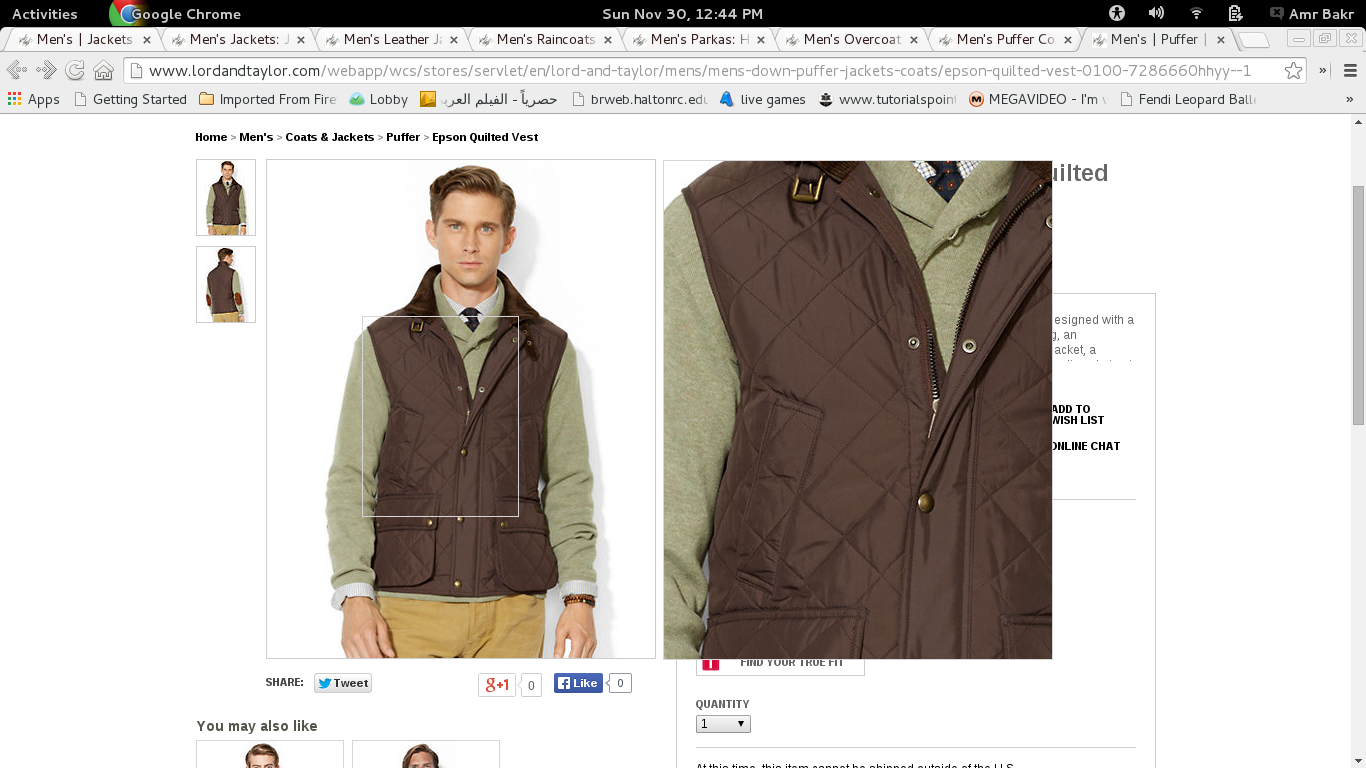 Activities
Google Chrome
Sun Nov 30, 12:44 PM
Amr Bakr
Men's | Jackets
Men's Jackets: J
Men's Leather Ja
Men's Raincoats
Men's Parkas: H
Men's Overcoat
Men's Puffer Co
Men's | Puffer |
www.lordandtaylor.com/webapp/wcs/stores/servlet/en/lord-and-taylor/mens/mens-down-puffer-jackets-coats/epson-quilted-vest-0100-7286660hhyy--1
»
Apps
Getting Started
Imported From Fire
Lobby
حصرياً - الفيلم العرب
brweb.haltonrc.edu
live games
www.tutorialspoint
MEGAVIDEO - I'm
Fendi Leopard Balle
»
Home > Men's > Coats & Jackets > Puffer > Epson Quilted Vest
uilted
esigned with a
g, an
acket, a
ADD TO
WISH LIST
ONLINE CHAT
FIND YOUR TRUE FIT
SHARE:
Tweet
g+1
0
Like
0
QUANTITY
1
You may also like
At this time, this item cannot be shipped outside of the U.S.